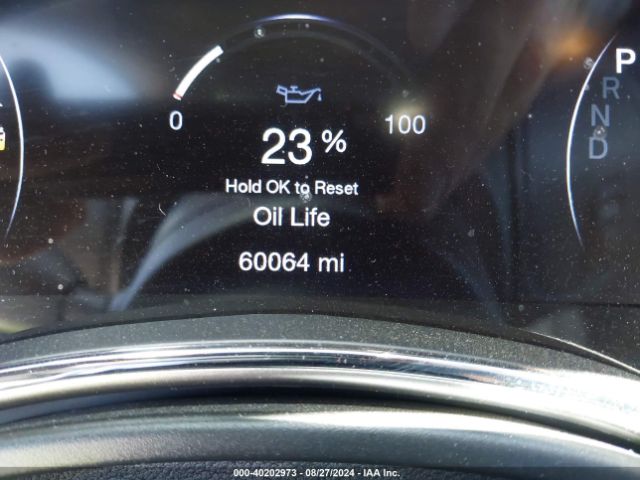 P
R
N
D
0
100
23 %
Hold OK to Reset
Oil Life
60064 mi
000-40202973 - 08/27/2024 - IAA Inc.